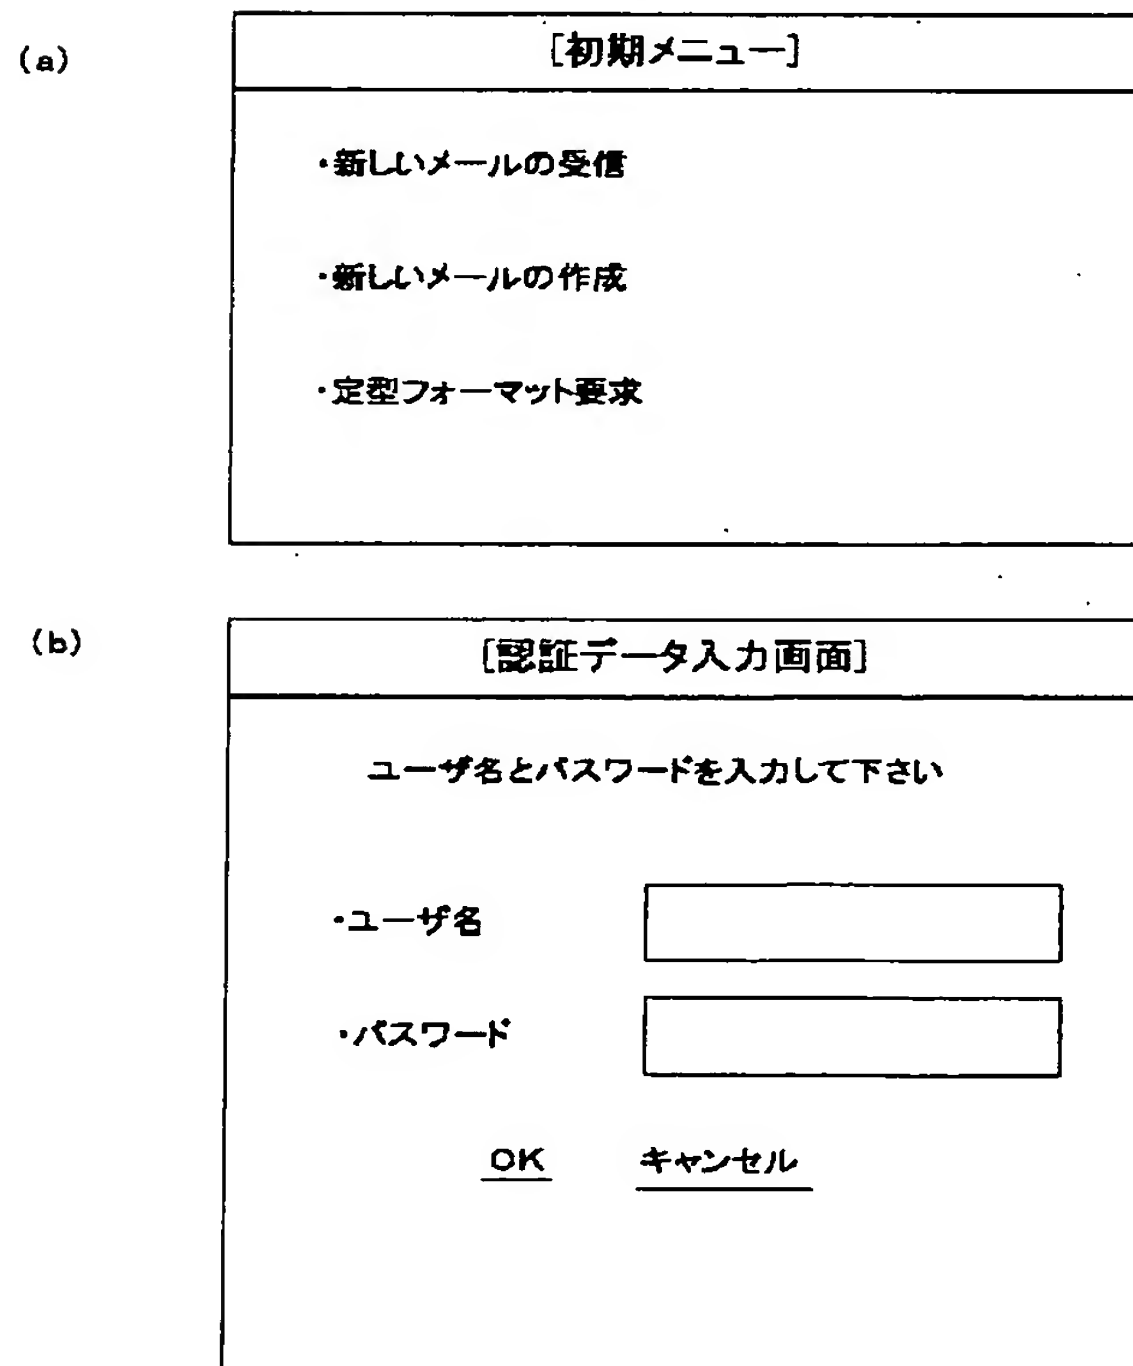 (a)
[初期メニュー]
・新しいメールの受信
・新しいメールの作成
・定型フォーマット要求
(b)
[認証データ入力画面]
ユーザ名とパスワードを入力して下さい
・ユーザ名
・パスワード
OK キャンセル